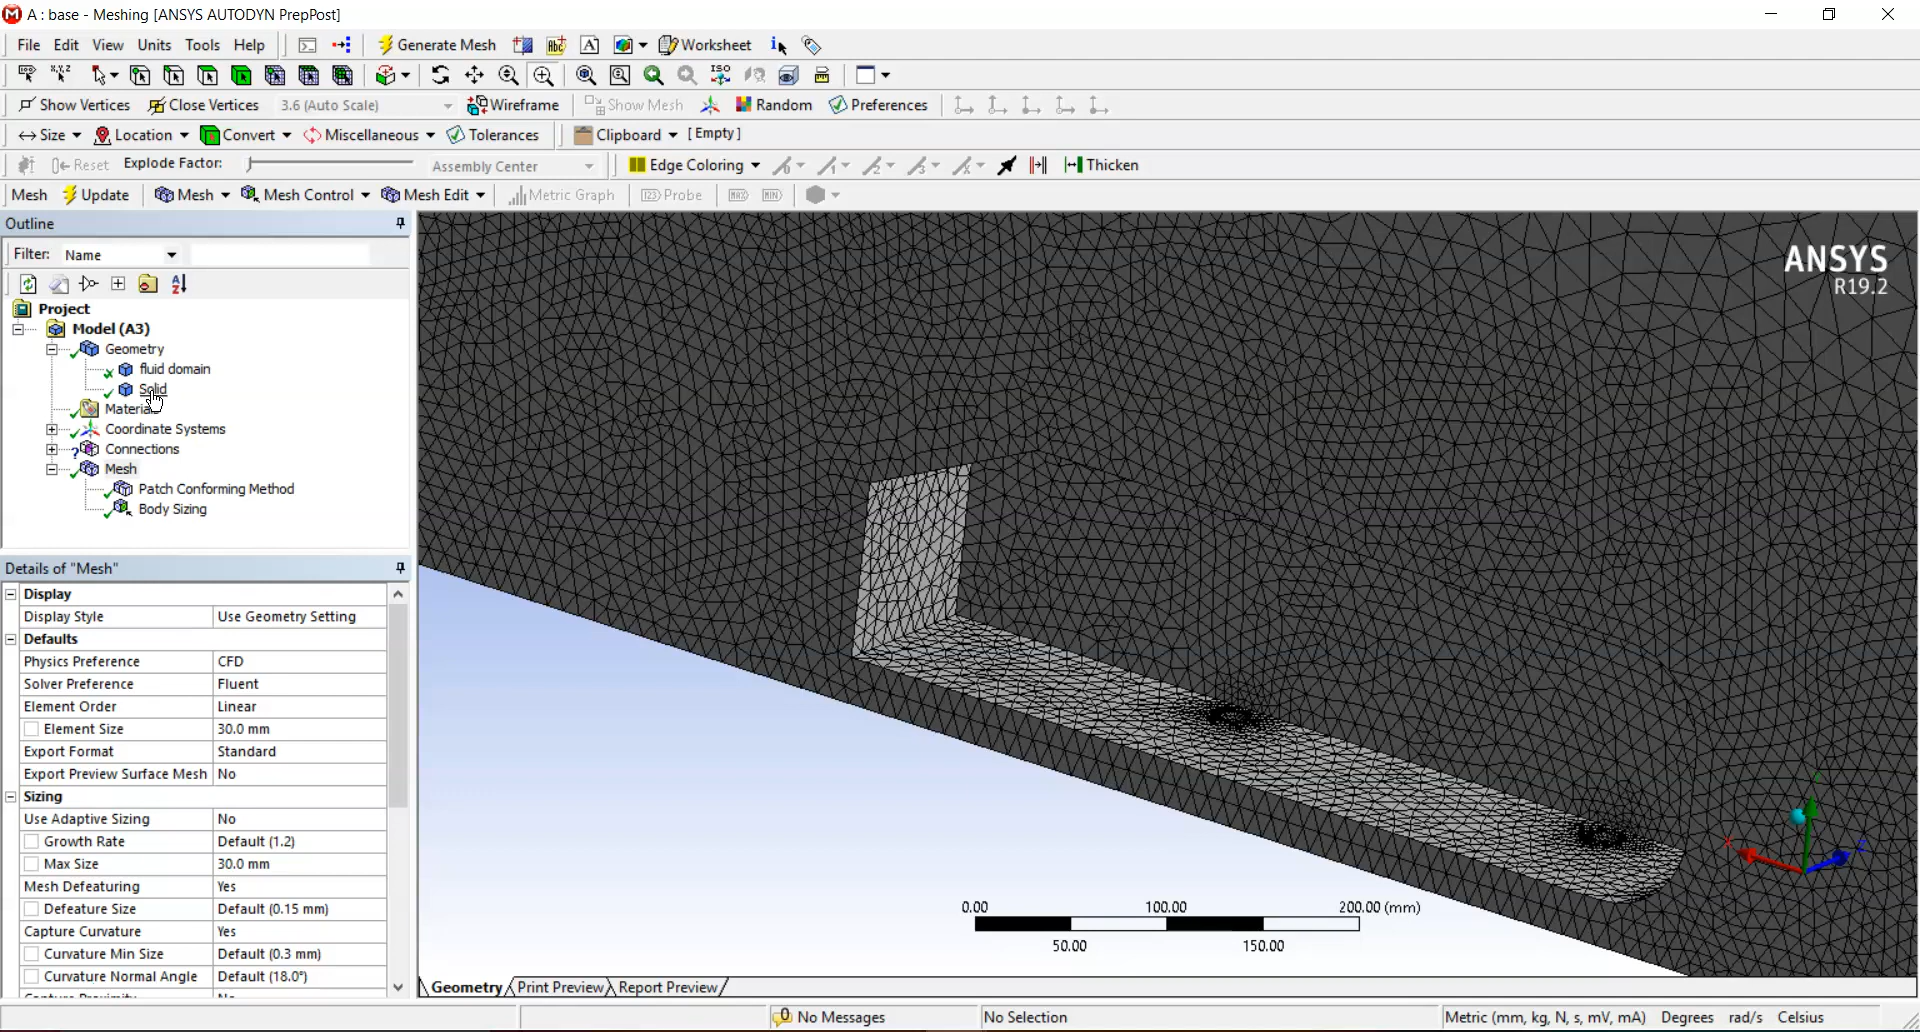 A : base - Meshing [ANSYS AUTODYN PrepPost]
File Edit View Units Tools Help Generate Mesh Worksheet
Show Vertices Close Vertices 3.6 (Auto Scale) Wireframe Show Mesh Random Preferences
Size Location Convert Miscellaneous Tolerances Clipboard [Empty]
Reset Explode Factor: Assembly Center Edge Coloring Thicken
Mesh Update Mesh Mesh Control Mesh Edit Metric Graph Probe
Outline
Filter: Name
Project
Model (A3)
Geometry
fluid domain
Solid
Coordinate Systems
Connections
Mesh
Patch Conforming Method
Body Sizing
Details of "Mesh"
Display
Display Style Use Geometry Setting
Defaults
Physics Preference CFD
Solver Preference Fluent
Element Order Linear
Element Size 30.0 mm
Export Format Standard
Export Preview Surface Mesh No
Sizing
Use Adaptive Sizing No
Growth Rate Default (1.2)
Max Size 30.0 mm
Mesh Defeaturing Yes
Defeature Size Default (0.15 mm)
Capture Curvature Yes
Curvature Min Size Default (0.3 mm)
Curvature Normal Angle Default (18.0°)
ANSYS
R19.2
0.00 100.00 200.00 (mm)
50.00 150.00
Geometry Print Preview Report Preview
0 No Messages No Selection Metric (mm, kg, N, s, mV, mA) Degrees rad/s Celsius